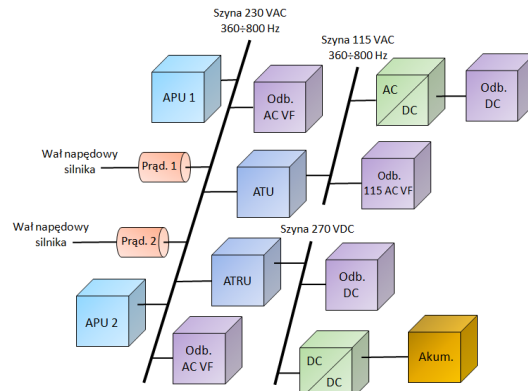 Szyna 230 VAC
360÷800 Hz
Szyna 115 VAC
360÷800 Hz
APU 1
Odb.
AC VF
AC
DC
Odb.
DC
Wał napędowy
silnika
Prąd. 1
ATU
Odb.
115 AC VF
Wał napędowy
silnika
Prąd. 2
Szyna 270 VDC
ATRU
Odb.
DC
APU 2
Odb.
AC VF
DC
DC
Akum.